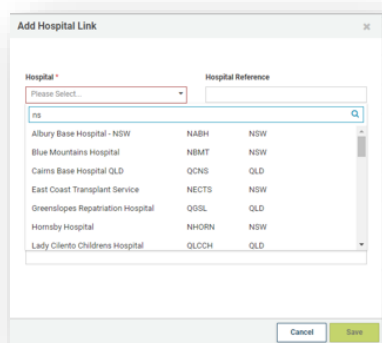 Add Hospital Link
Hospital * Hospital Reference
Please Select...
ns
Albury Base Hospital - NSW NABH NSW
Blue Mountains Hospital NBMT NSW
Cairns Base Hospital QLD QCNS QLD
East Coast Transplant Service NECTS NSW
Greenslopes Repatriation Hospital QGSL QLD
Hornsby Hospital NHORN NSW
Lady Cilento Childrens Hospital QLCCH QLD
Cancel Save